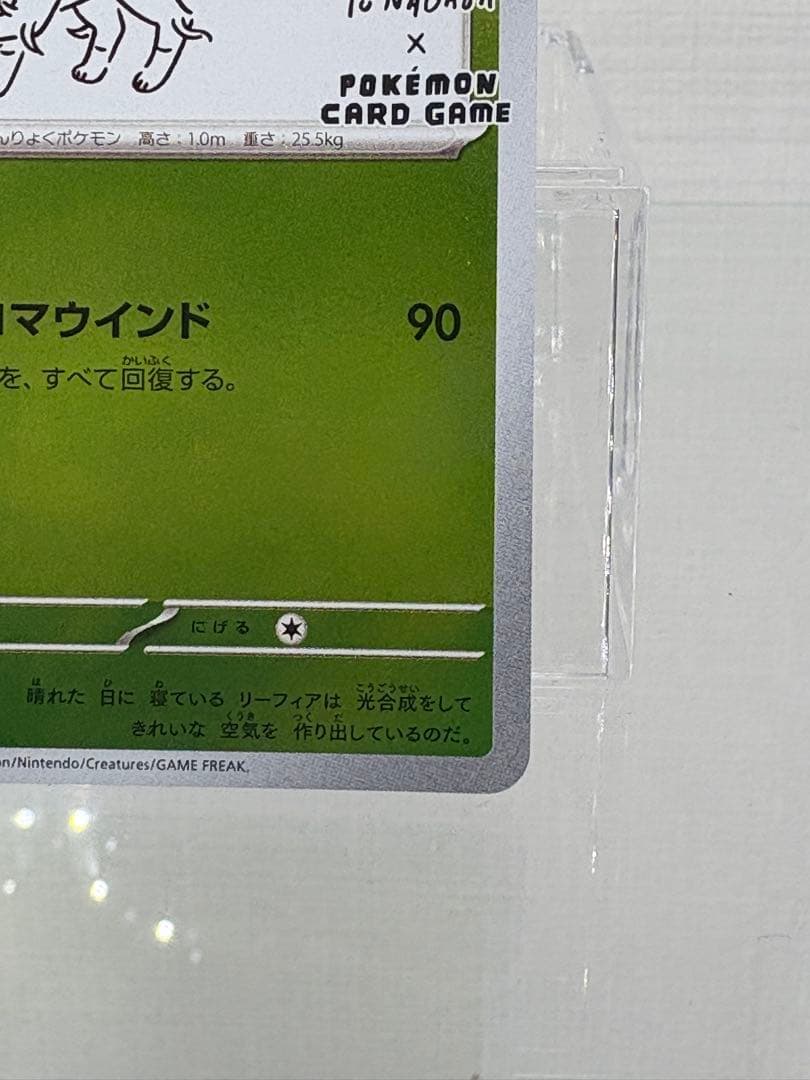 YU NAGABA
×
POKÉMON
CARD GAME
んりょくポケモン 高さ：1.0m 重さ：25.5kg
ロマウインド 90
を、すべて回復する。
にげる
晴れた 日に 寝ている リーフィアは 光合成をして
きれいな 空気を 作り出しているのだ。
on/Nintendo/Creatures/GAME FREAK.